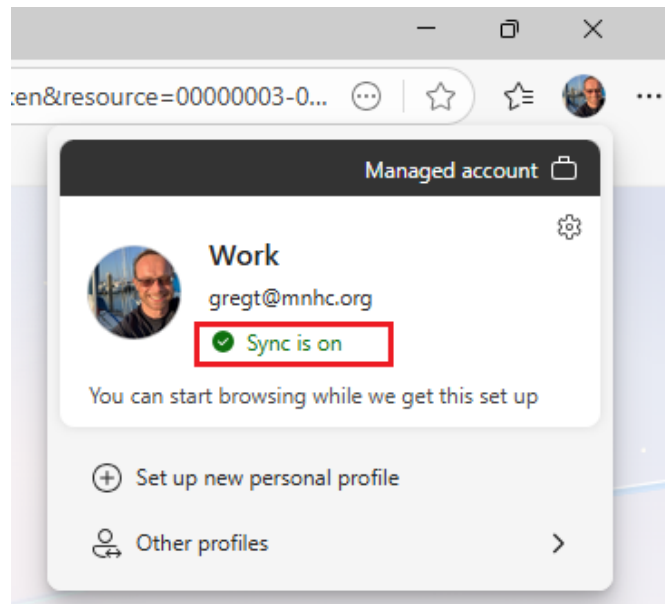 :en&resource=00000003-0...
Managed account
Work
gregt@mnhc.org
Sync is on
You can start browsing while we get this set up
Set up new personal profile
Other profiles